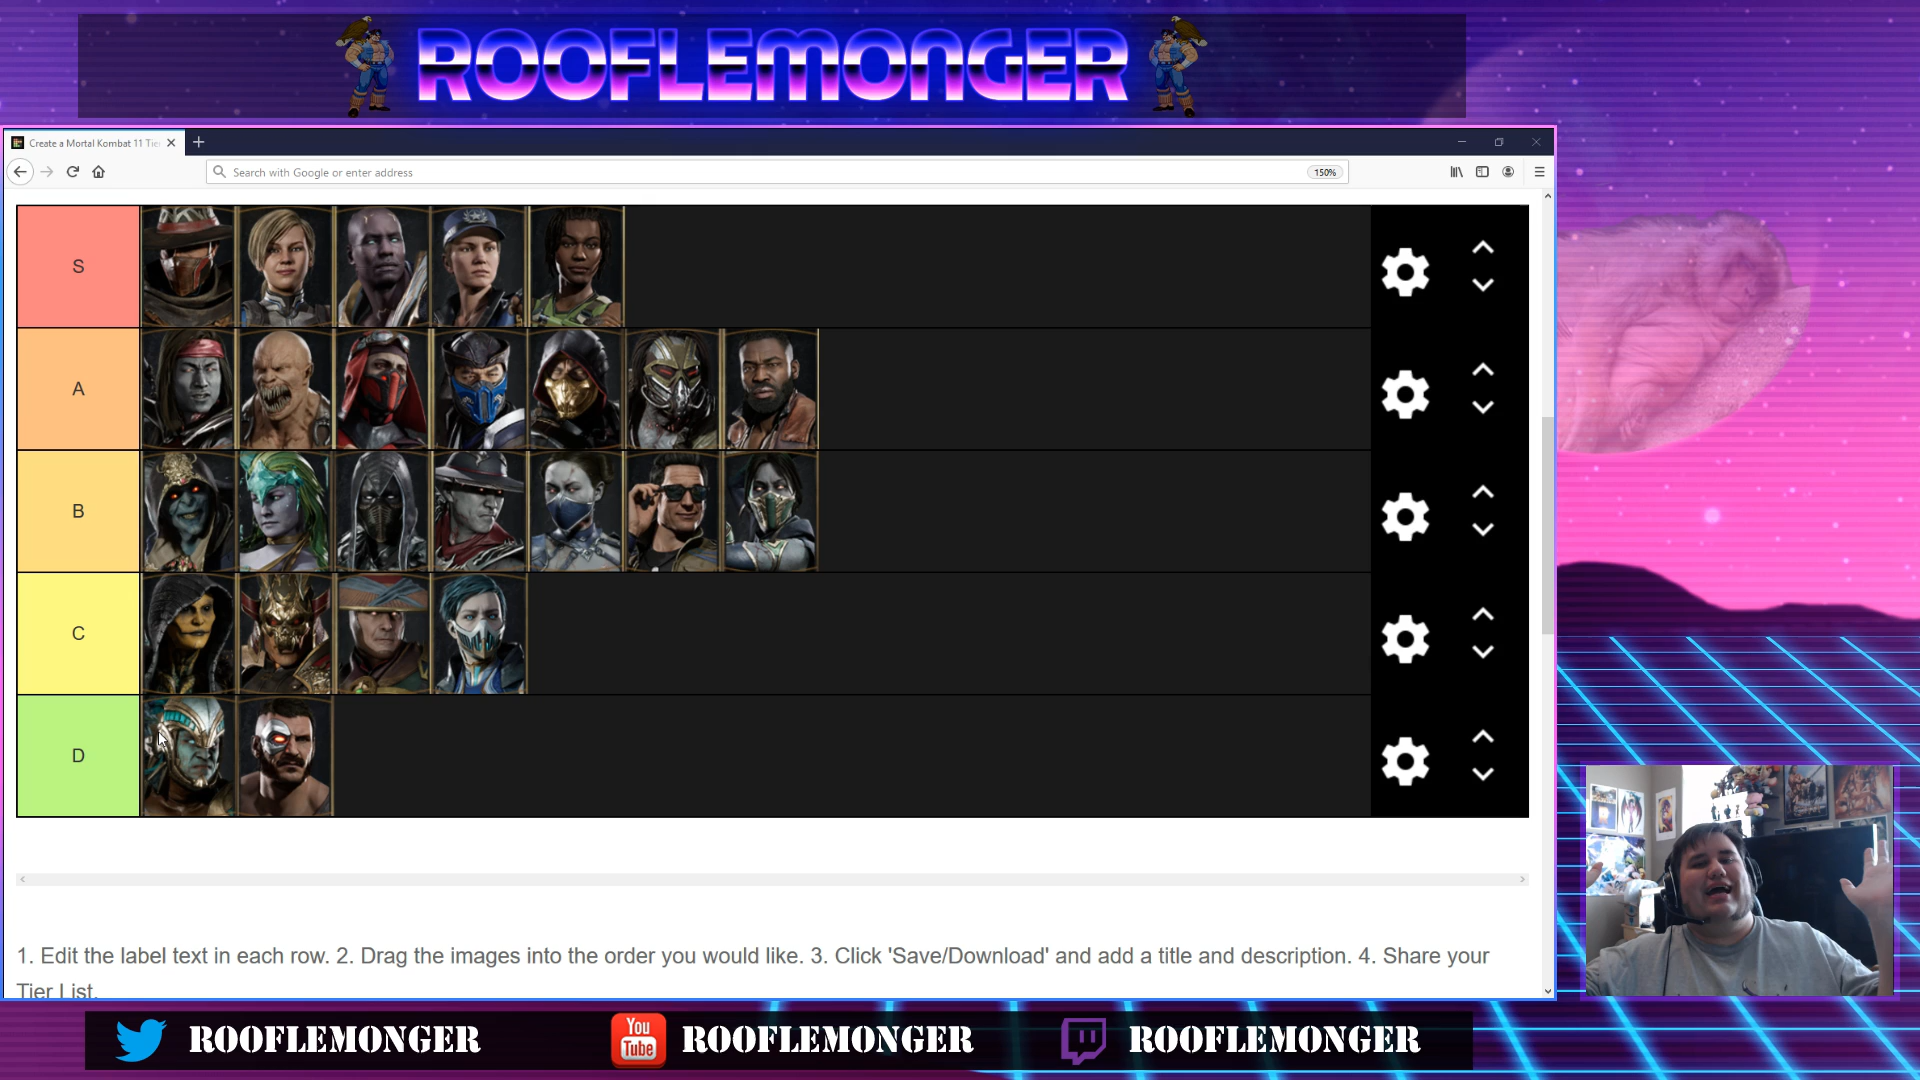 ROOFLEMONGER
Create a Mortal Kombat 11 Tie
Search with Google or enter address
150%
S
A
B
C
D
1. Edit the label text in each row. 2. Drag the images into the order you would like. 3. Click 'Save/Download' and add a title and description. 4. Share your
Tier List.
ROOFLEMONGER
You
Tube
ROOFLEMONGER
ROOFLEMONGER